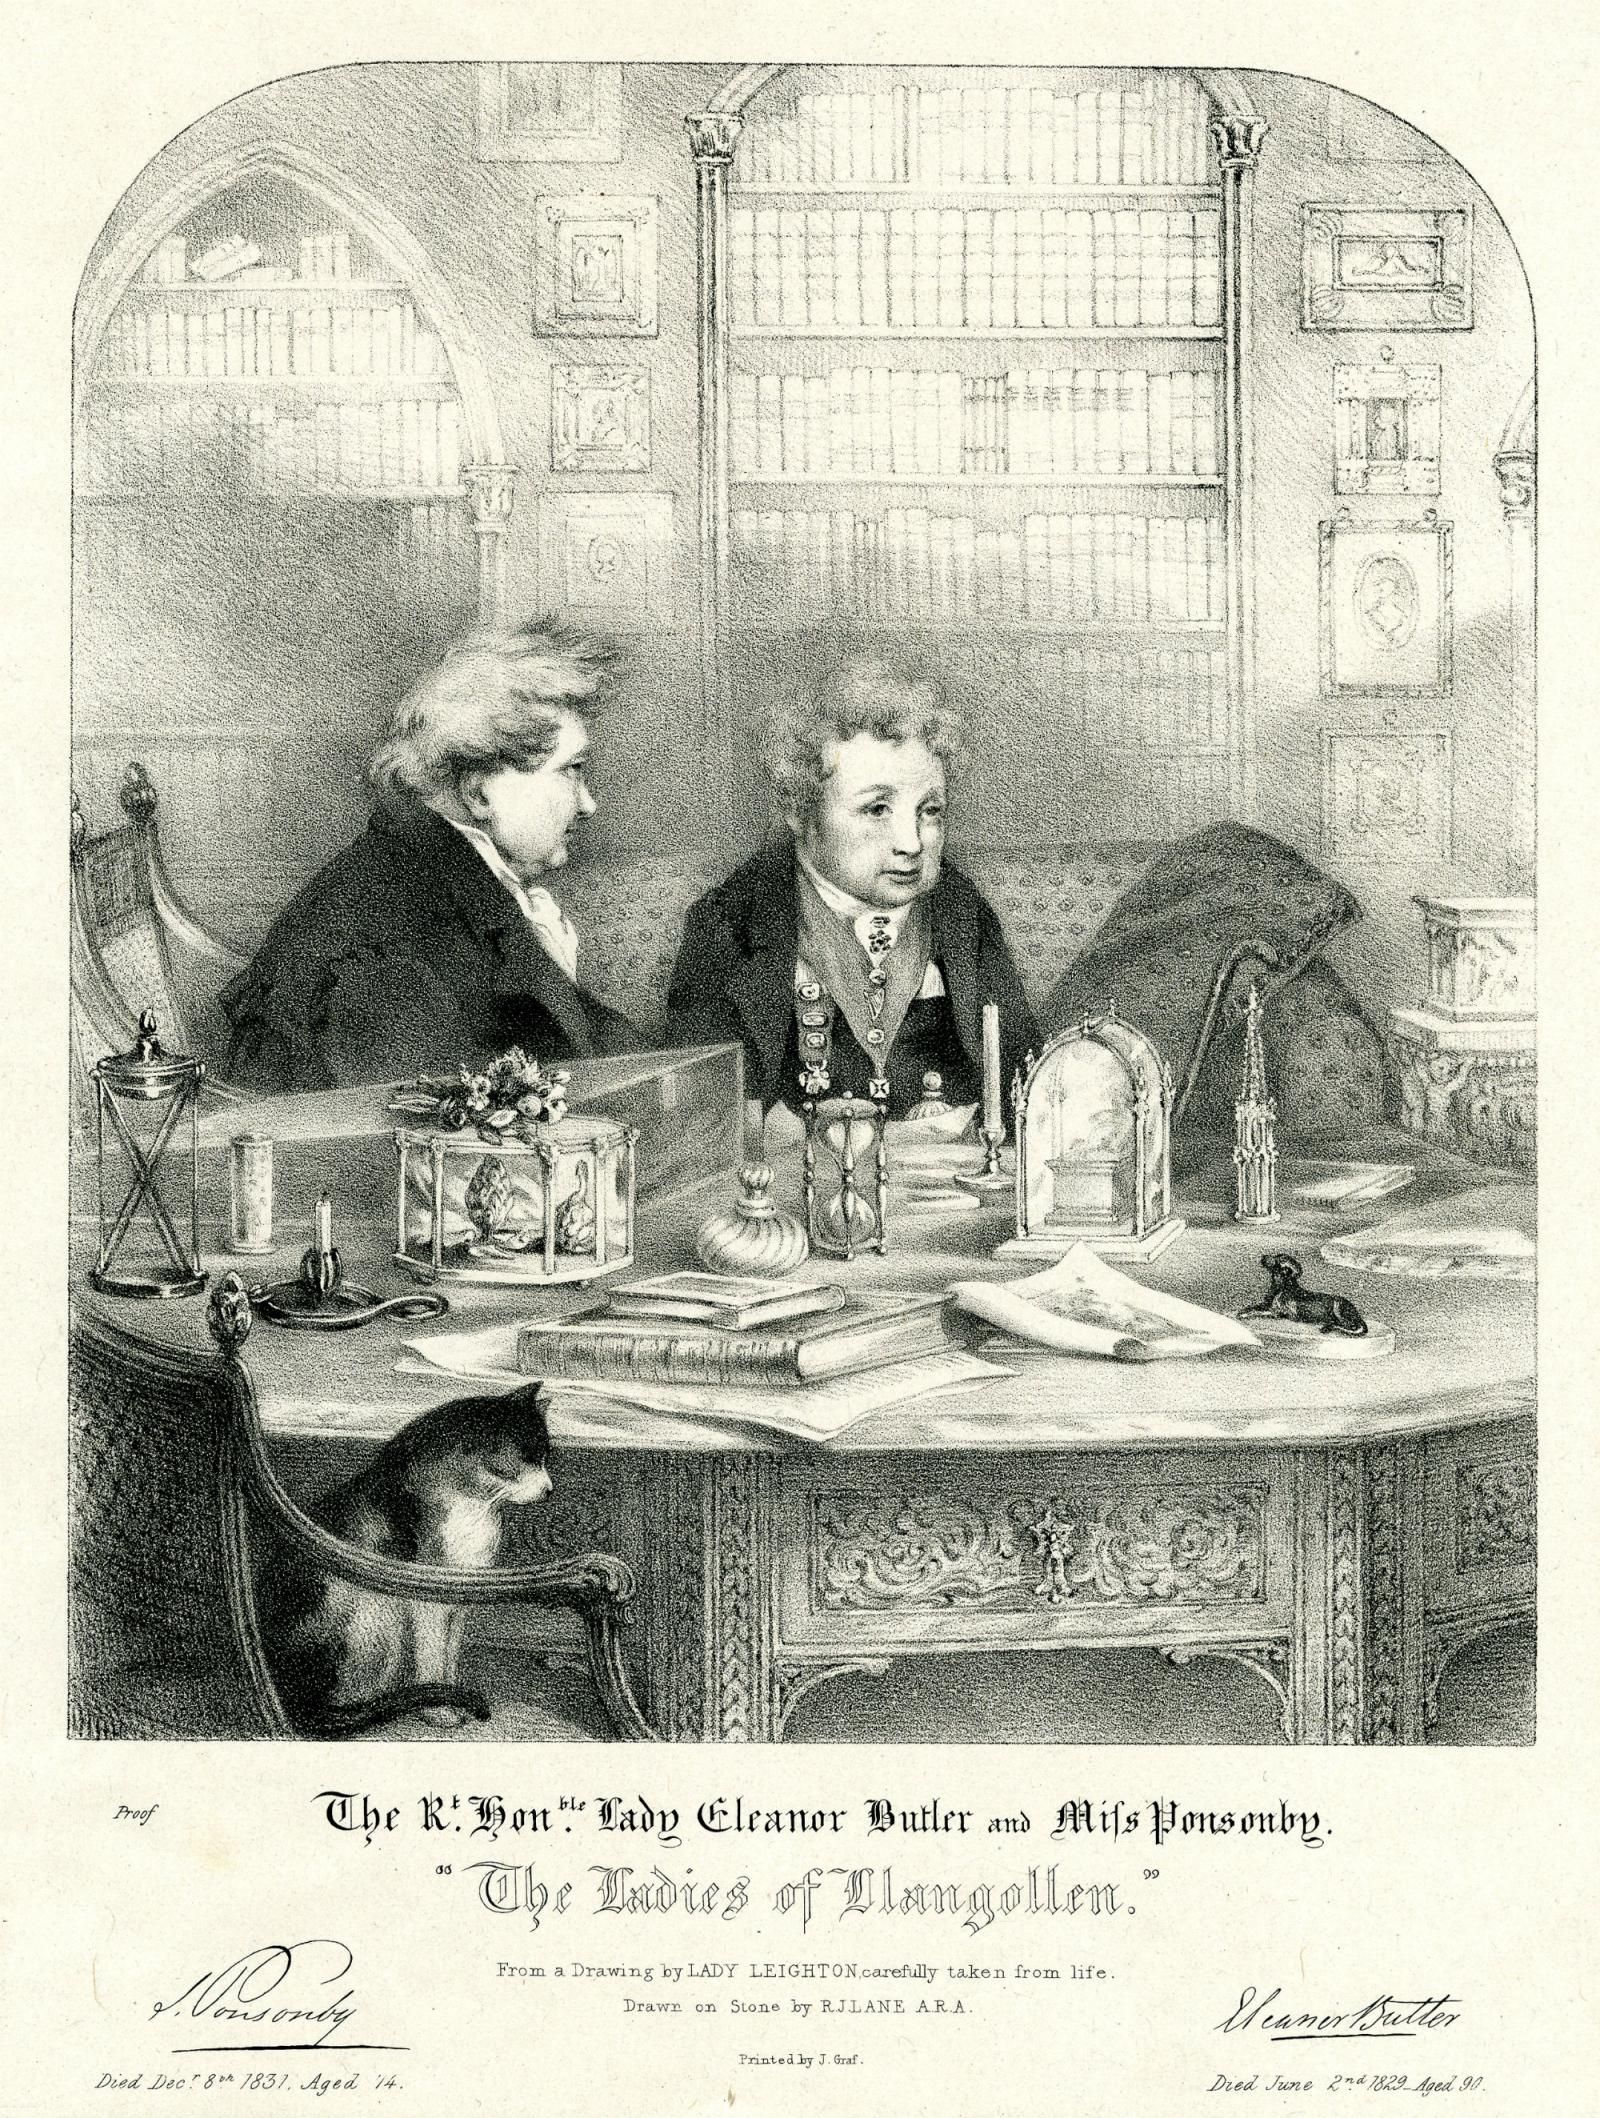 Proof
The Rt. Honble. Lady Eleanor Butler and Miſs Ponsonby.
"The Ladies of Llangollen."
From a Drawing by LADY LEIGHTON, carefully taken from life.
Drawn on Stone by R.J.LANE A.R.A.
Printed by J. Graf.
S. Ponsonby
Died Decr. 8th 1831. Aged 74.
Eleanor Butler
Died June 2nd. 1829_Aged 90.